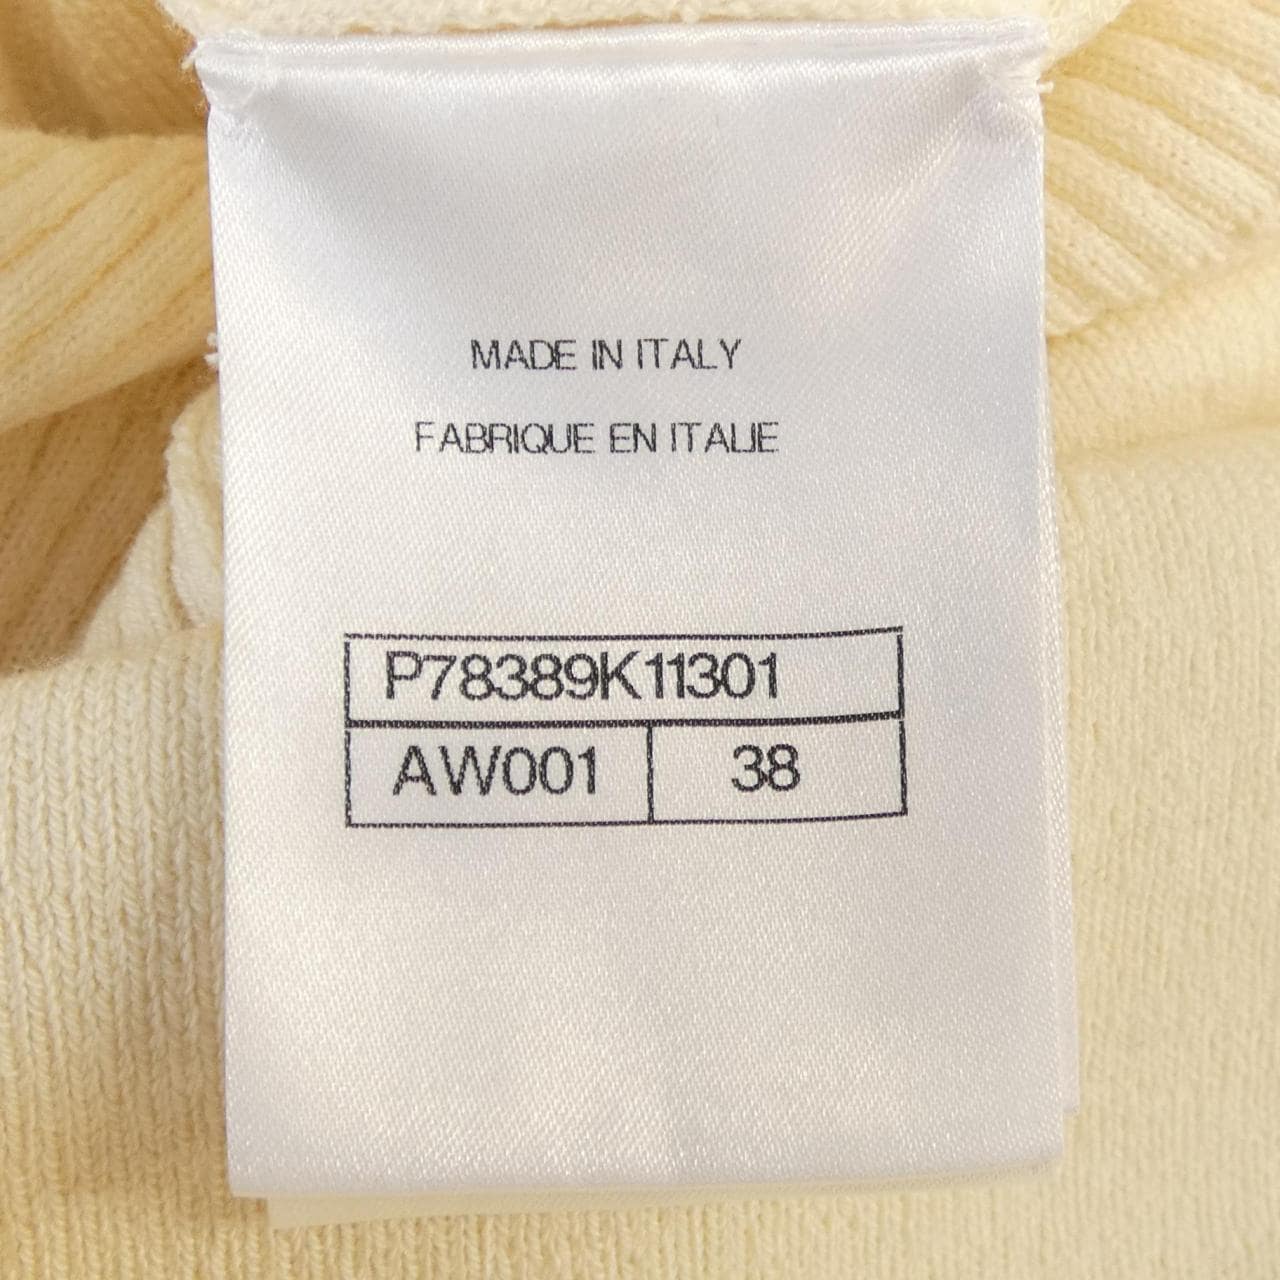 MADE IN ITALY
FABRIQUE EN ITALIE
P78389K11301
AW001 38